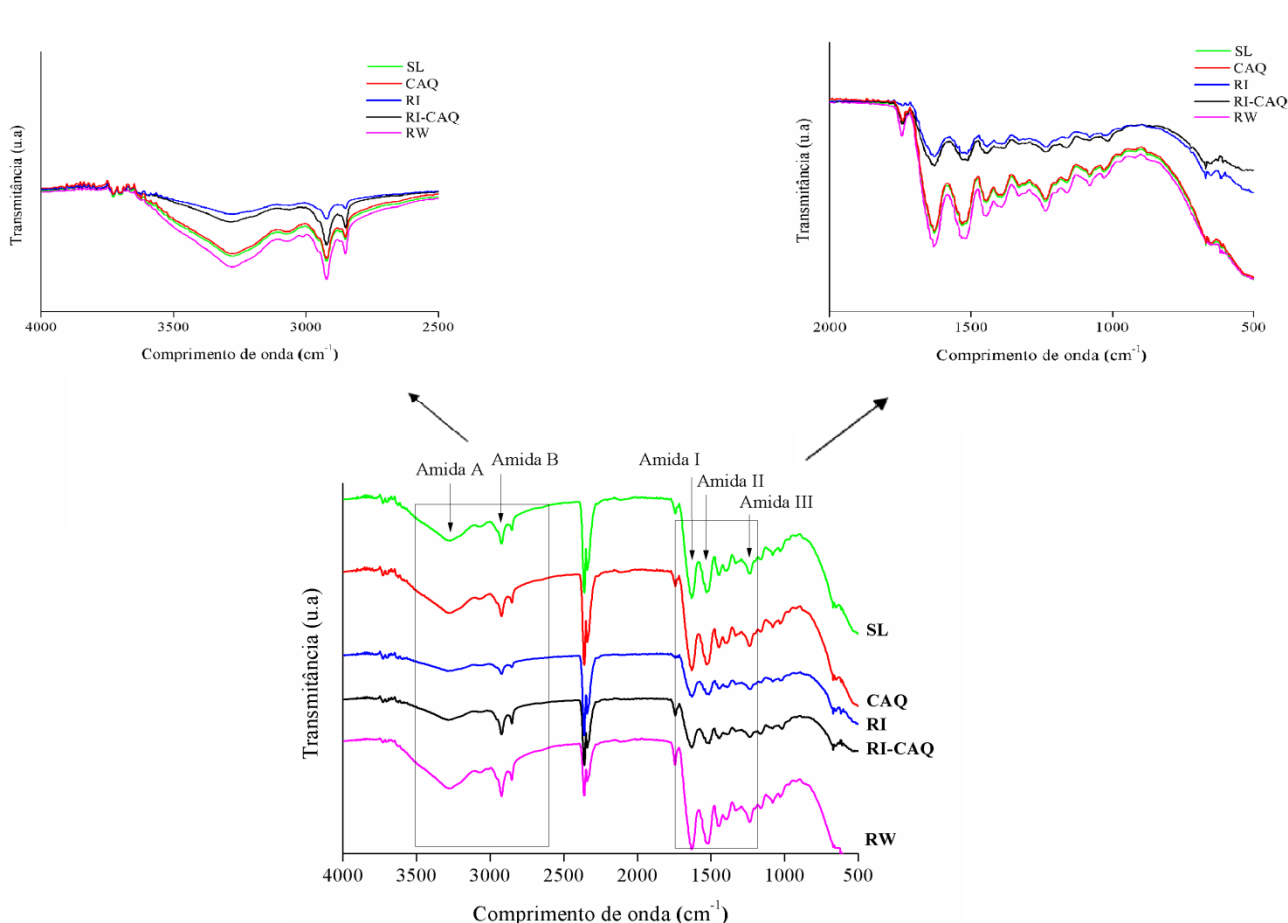 SL
CAQ
RI
RI-CAQ
RW
Transmitância (u.a)
4000 3500 3000 2500
Comprimento de onda (cm-1)
SL
CAQ
RI
RI-CAQ
RW
Transmitância (u.a)
2000 1500 1000 500
Comprimento de onda (cm-1)
Amida A
Amida B
Amida I
Amida II
Amida III
Transmitância (u.a)
SL
CAQ
RI
RI-CAQ
RW
4000 3500 3000 2500 2000 1500 1000 500
Comprimento de onda (cm-1)